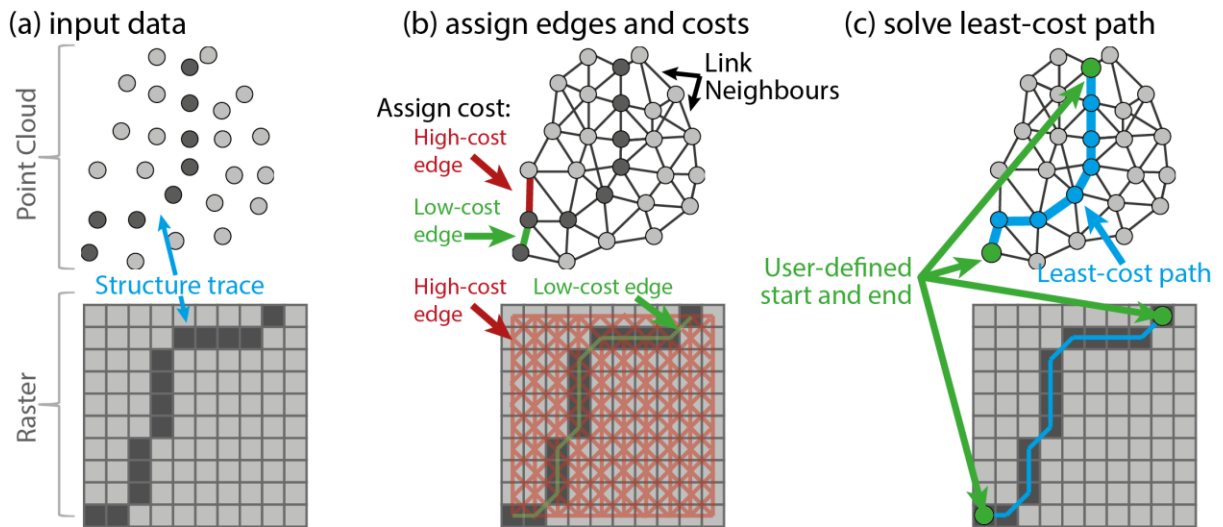 (a) input data
(b) assign edges and costs
(c) solve least-cost path
Point Cloud
Structure trace
Raster
Link
Neighbours
Assign cost:
High-cost
edge
Low-cost
edge
High-cost
edge
Low-cost edge
User-defined
start and end
Least-cost path